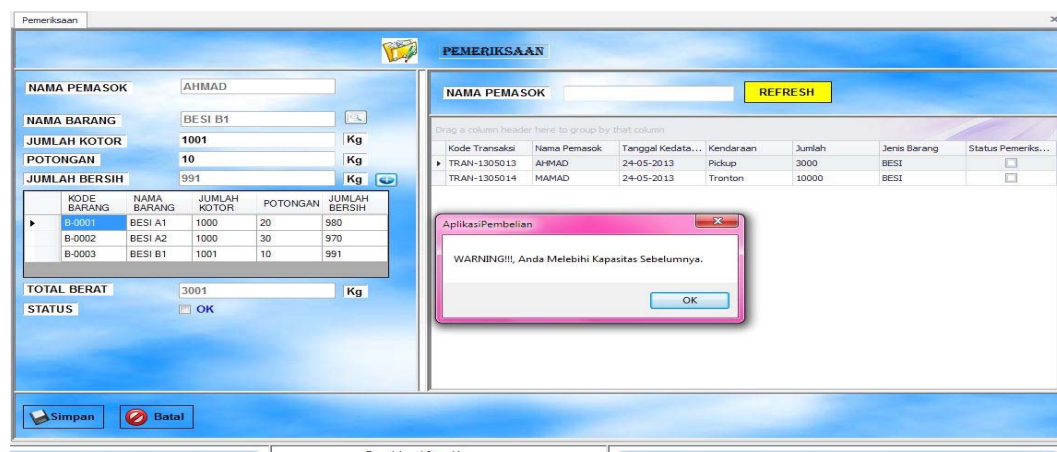 Pemeriksaan
PEMERIKSAAN
NAMA PEMASOK AHMAD
NAMA BARANG BESI B1
JUMLAH KOTOR 1001 Kg
POTONGAN 10 Kg
JUMLAH BERSIH 991 Kg
KODE BARANG NAMA BARANG JUMLAH KOTOR POTONGAN JUMLAH BERSIH
B-0001 BESI A1 1000 20 980
B-0002 BESI A2 1000 30 970
B-0003 BESI B1 1001 10 991
TOTAL BERAT 3001 Kg
STATUS OK
NAMA PEMASOK REFRESH
Drag a column header here to group by that column
Kode Transaksi Nama Pemasok Tanggal Kedata... Kendaraan Jumlah Jenis Barang Status Pemeriks...
TRAN-1305013 AHMAD 24-05-2013 Pickup 3000 BESI
TRAN-1305014 MAMAD 24-05-2013 Tronton 10000 BESI
AplikasiPembelian
WARNING!!!, Anda Melebihi Kapasitas Sebelumnya.
OK
Simpan Batal